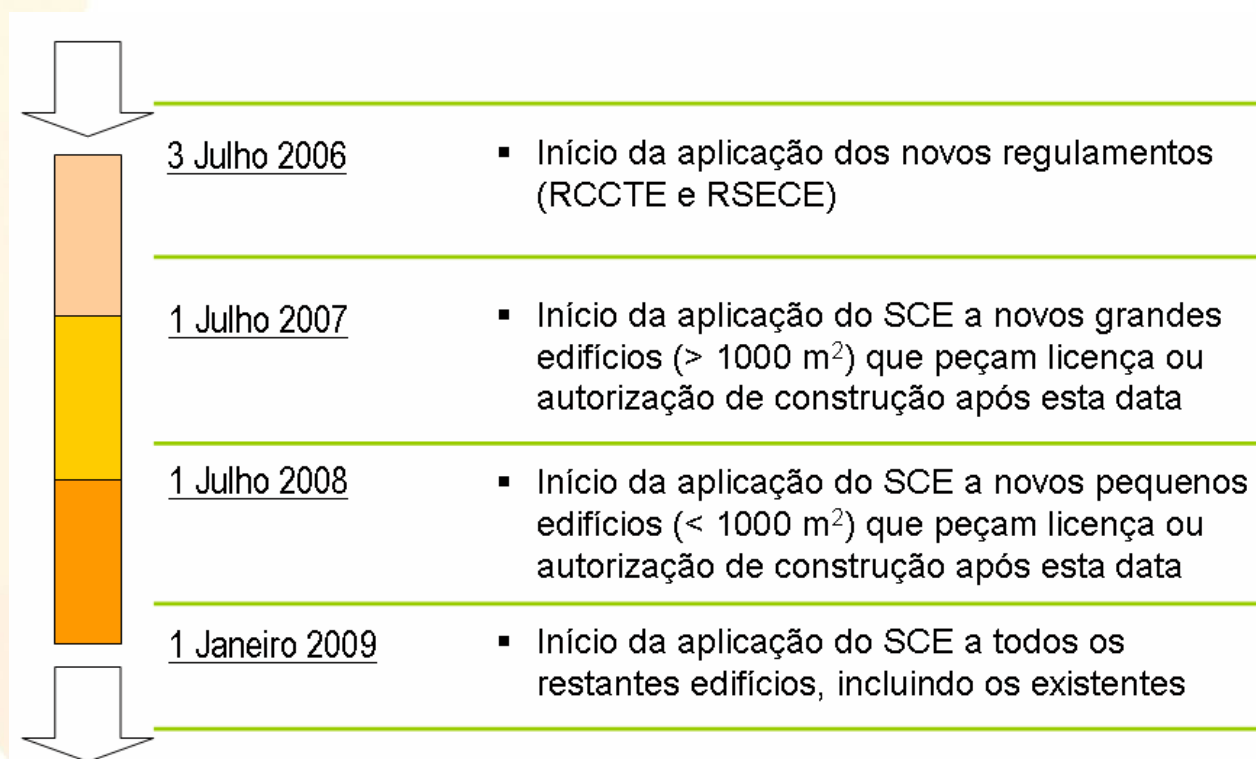 3 Julho 2006
▪ Início da aplicação dos novos regulamentos
(RCCTE e RSECE)
1 Julho 2007
▪ Início da aplicação do SCE a novos grandes
edifícios (> 1000 m²) que peçam licença ou
autorização de construção após esta data
1 Julho 2008
▪ Início da aplicação do SCE a novos pequenos
edifícios (< 1000 m²) que peçam licença ou
autorização de construção após esta data
1 Janeiro 2009
▪ Início da aplicação do SCE a todos os
restantes edifícios, incluindo os existentes